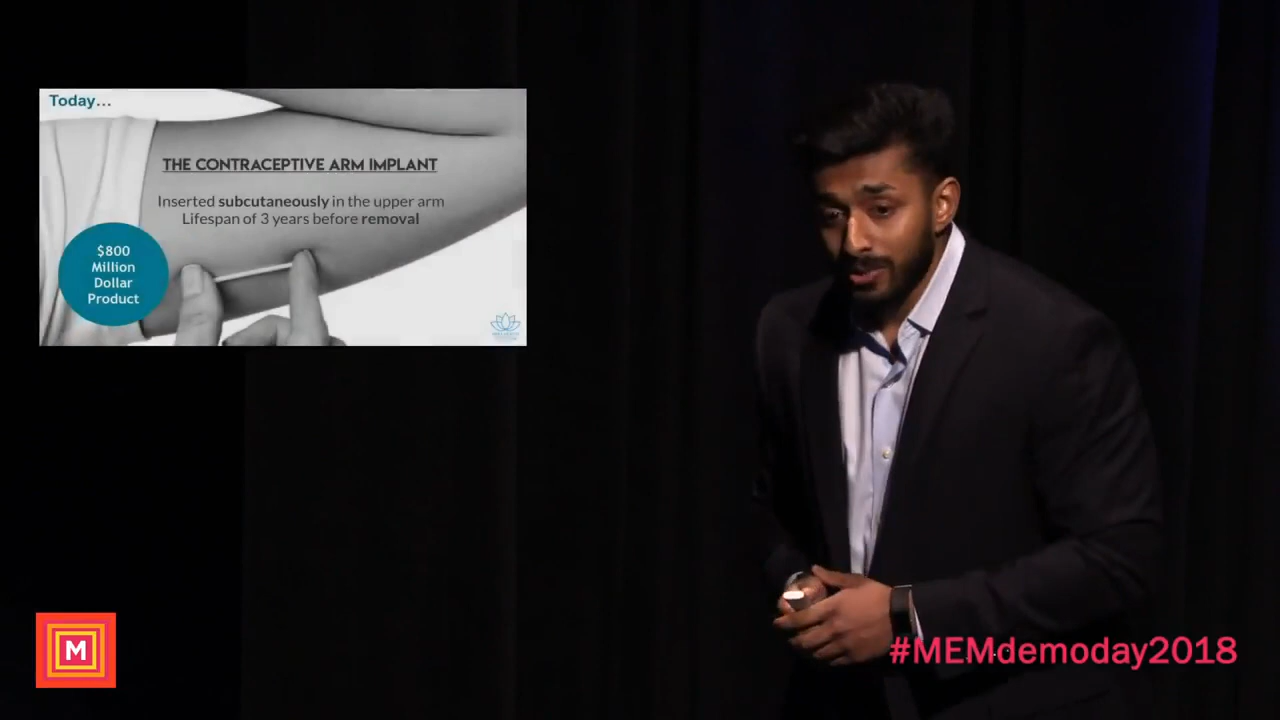 Today...
THE CONTRACEPTIVE ARM IMPLANT
Inserted subcutaneously in the upper arm
Lifespan of 3 years before removal
$800
Million
Dollar
Product
M
#MEMdemoday2018